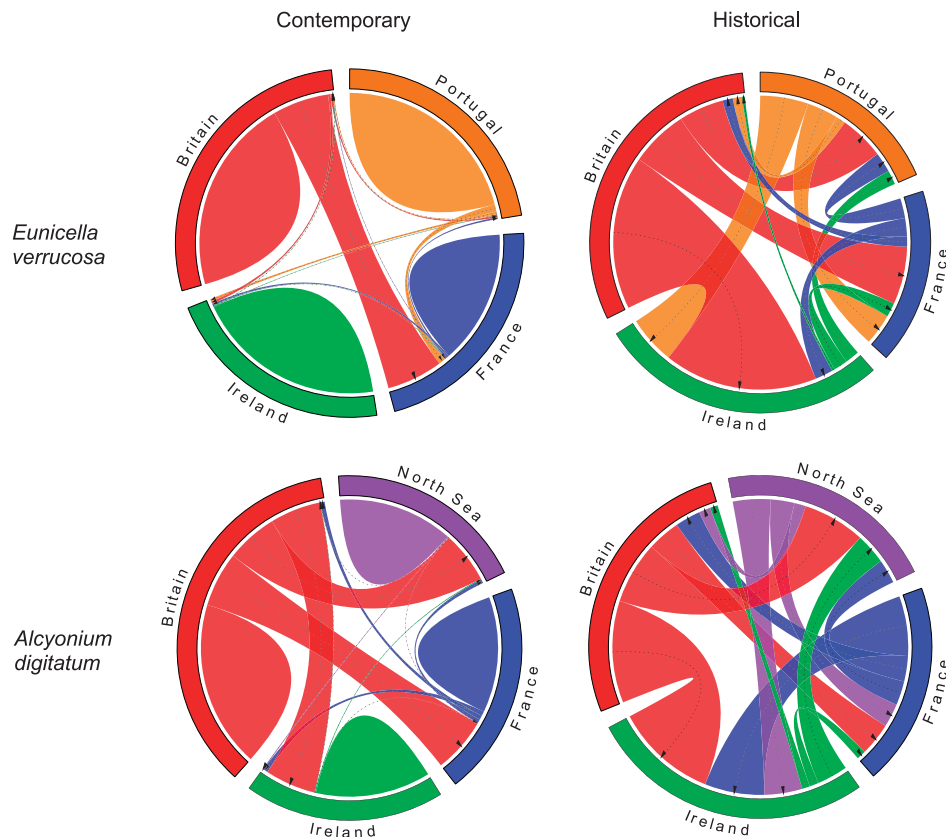 Contemporary
Historical
Eunicella
verrucosa
Britain
Portugal
France
Ireland
Britain
Portugal
France
Ireland
Alcyonium
digitatum
Britain
North Sea
France
Ireland
Britain
North Sea
France
Ireland